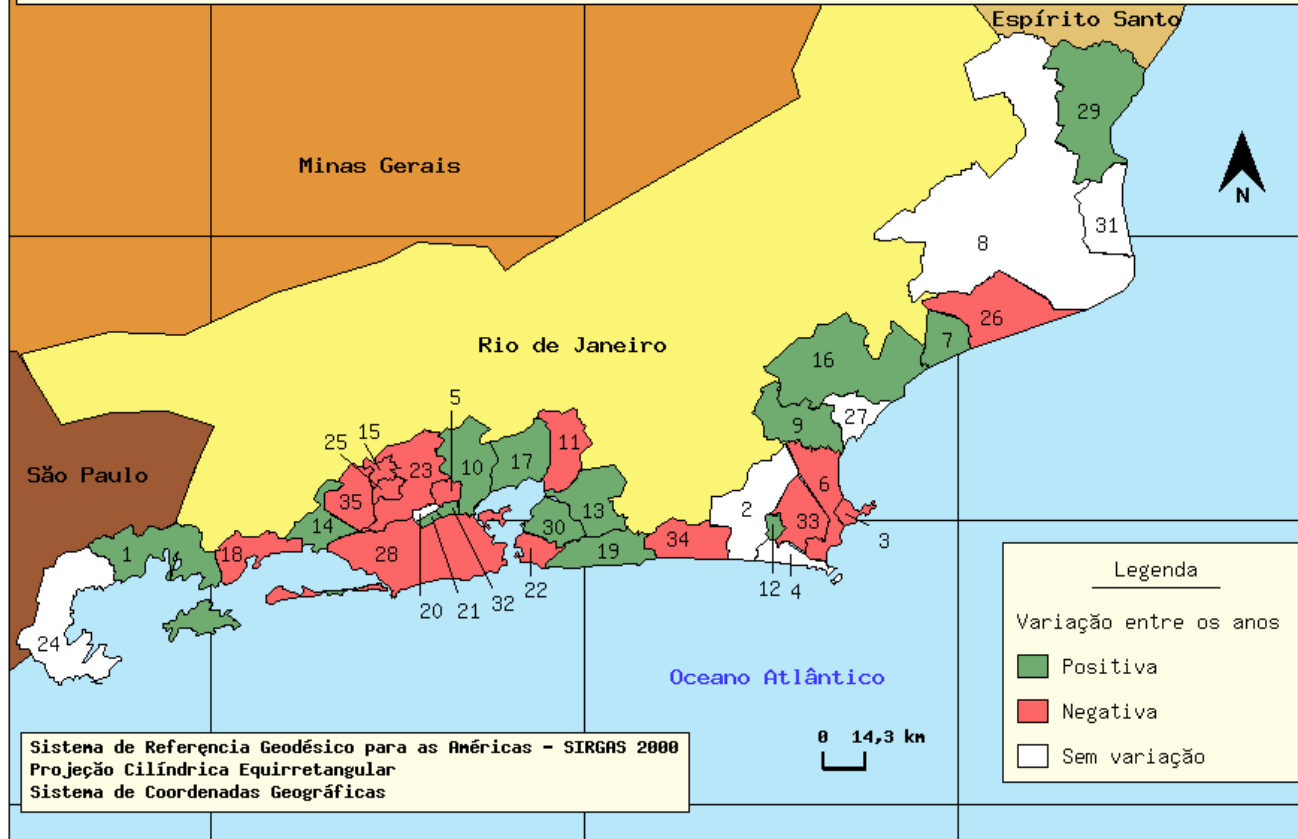 Espírito Santo
29
Minas Gerais
N
31
8
26
7
Rio de Janeiro
16
5
27
15
9
25
11
23
10
17
São Paulo
6
35
2
13
14
33
30
1
28
18
19
34
3
12
4
22
32
21
20
24
Legenda
Variação entre os anos
Positiva
Negativa
Sem variação
Oceano Atlântico
0 14,3 km
Sistema de Referençia Geodésico para as Américas - SIRGAS 2000
Projeção Cilíndrica Equirretangular
Sistema de Coordenadas Geográficas